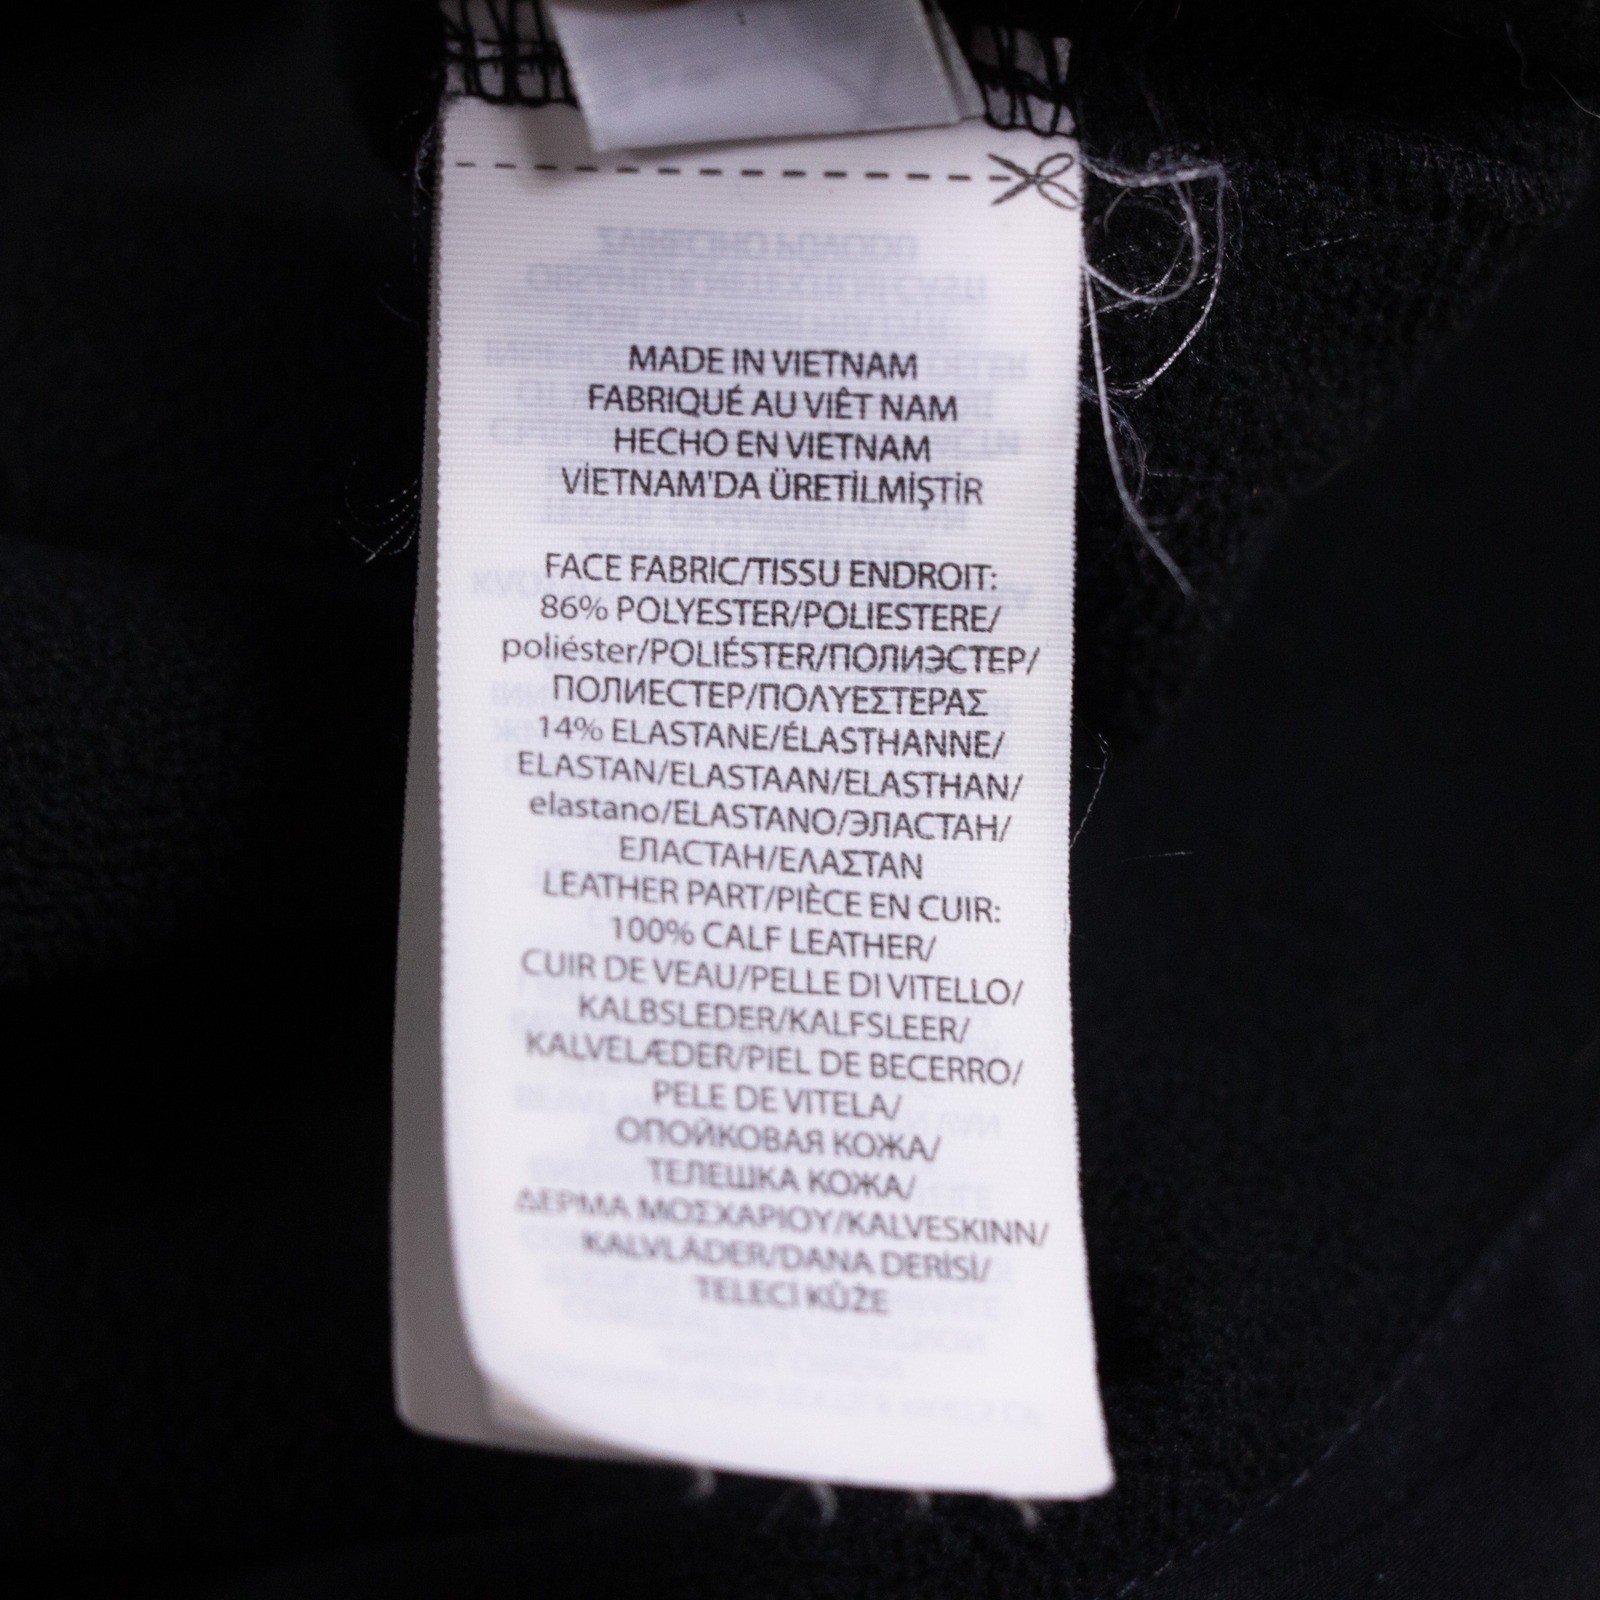 MADE IN VIETNAM
FABRIQUÉ AU VIÊT NAM
HECHO EN VIETNAM
VİETNAM'DA ÜRETİLMİŞTİR
FACE FABRIC/TISSU ENDROIT:
86% POLYESTER/POLIESTERE/
poliéster/POLIÉSTER/ПОЛИЭСТЕР/
ПОЛИЕСТЕР/ΠΟΛΥΕΣΤΕΡΑΣ
14% ELASTANE/ÉLASTHANNE/
ELASTAN/ELASTAAN/ELASTHAN/
elastano/ELASTANO/ЭЛАСТАН/
ЕЛАСТАН/ΕΛΑΣΤΑΝ
LEATHER PART/PIÈCE EN CUIR:
100% CALF LEATHER/
CUIR DE VEAU/PELLE DI VITELLO/
KALBSLEDER/KALFSLEER/
KALVELÆDER/PIEL DE BECERRO/
PELE DE VITELA/
ОПОЙКОВАЯ КОЖА/
ТЕЛЕШКА КОЖА/
ΔΕΡΜΑ ΜΟΣΧΑΡΙΟΥ/KALVESKINN/
KALVLÄDER/DANA DERİSİ/
TELECÍ KŮŽE